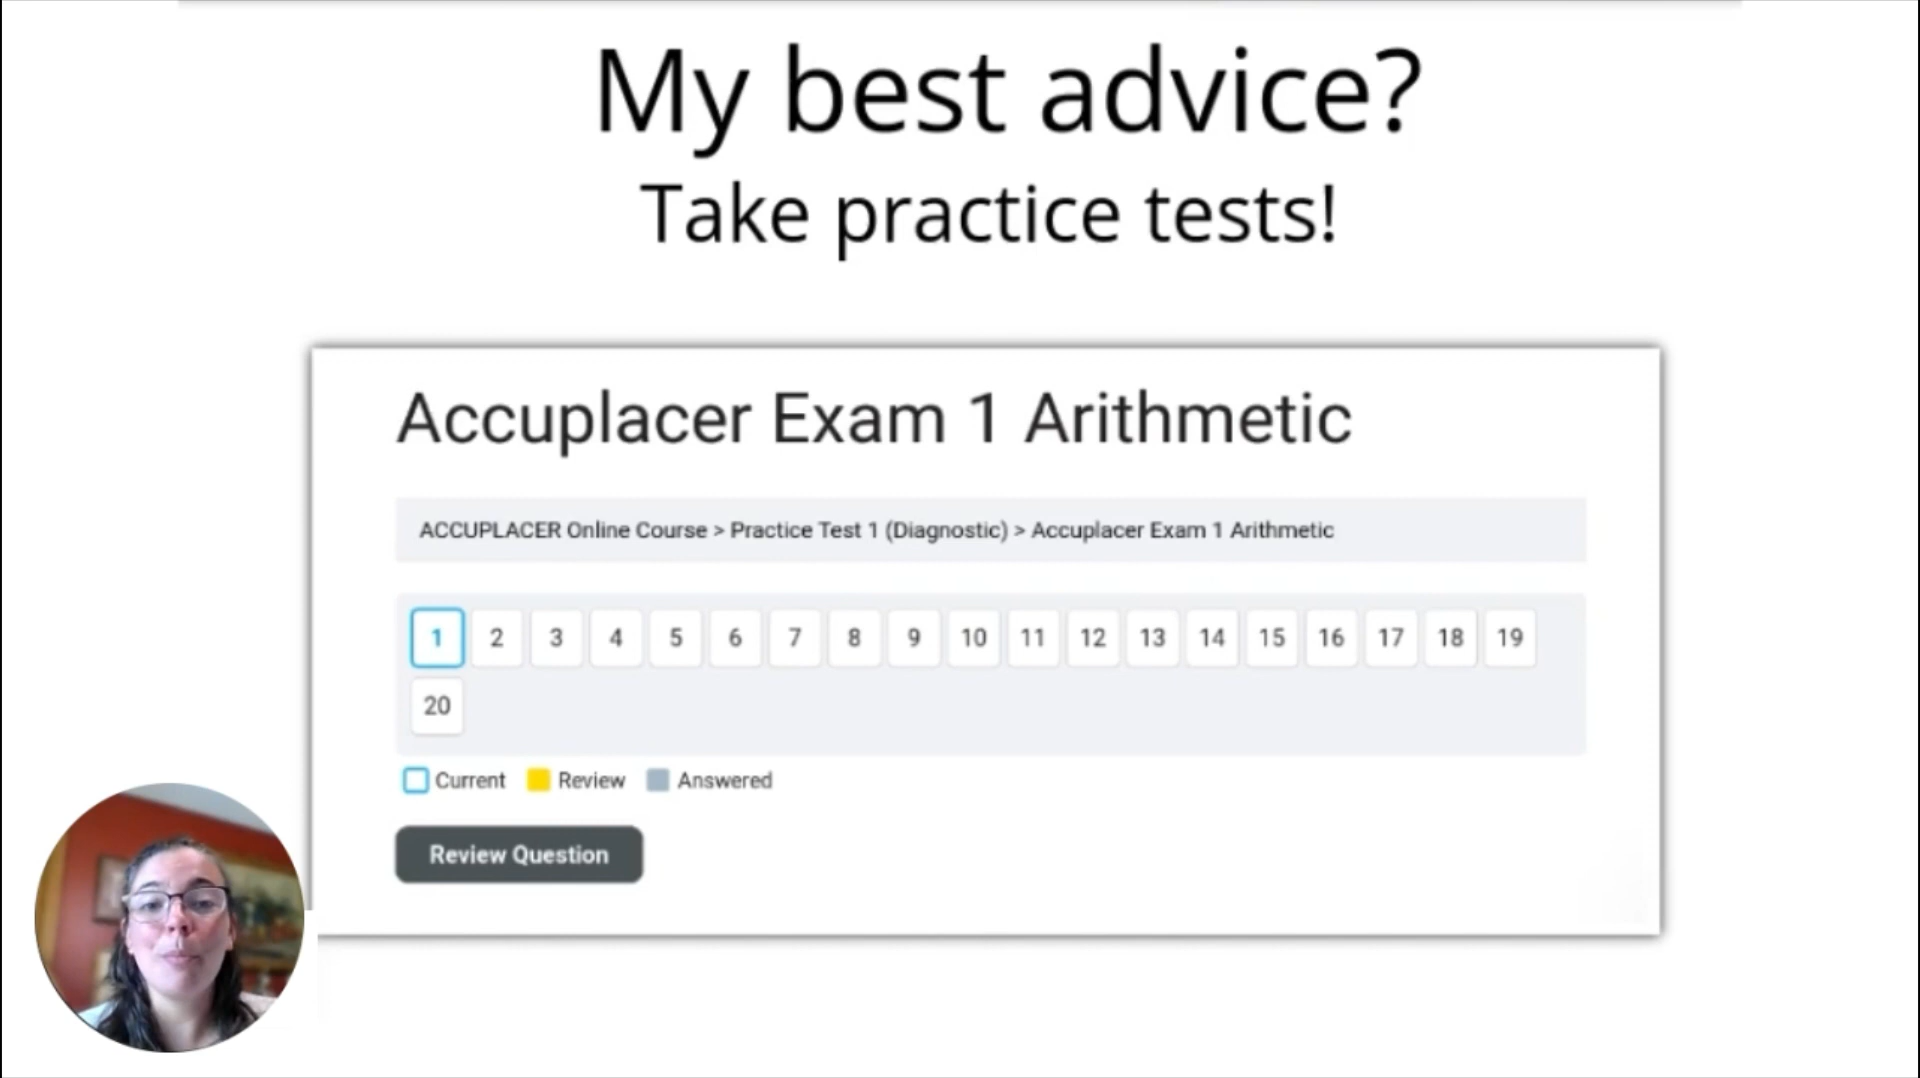 My best advice?
Take practice tests!
Accuplacer Exam 1 Arithmetic
ACCUPLACER Online Course > Practice Test 1 (Diagnostic) > Accuplacer Exam 1 Arithmetic
1 2 3 4 5 6 7 8 9 10 11 12 13 14 15 16 17 18 19
20
Current Review Answered
Review Question